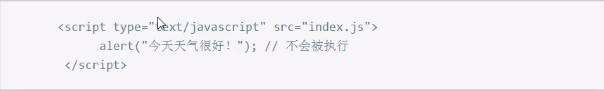 <script type="text/javascript" src="index.js">
alert("今天天气很好！"); // 不会被执行
</script>